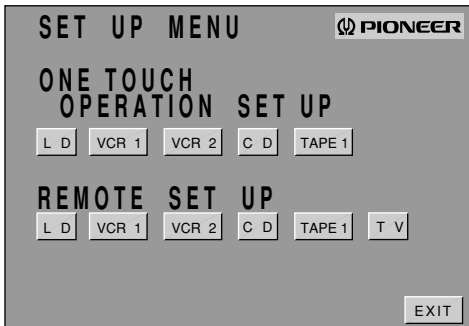 SET UP MENU PIONEER
ONE TOUCH
OPERATION SET UP
L D VCR 1 VCR 2 C D TAPE 1
REMOTE SET UP
L D VCR 1 VCR 2 C D TAPE 1 T V
EXIT